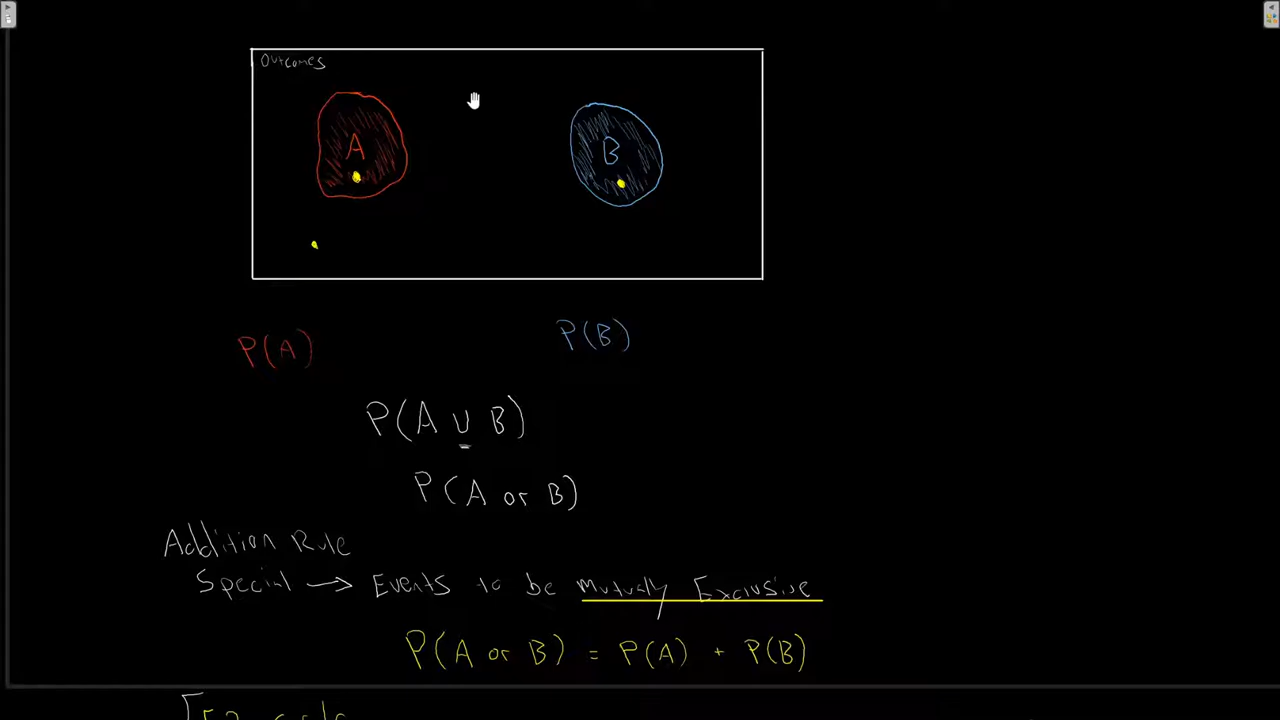 Outcomes
A
B
P(A)
P(B)
P(A ∪ B)
P(A or B)
Addition Rule
Special → Events to be Mutually Exclusive
P(A or B) = P(A) + P(B)